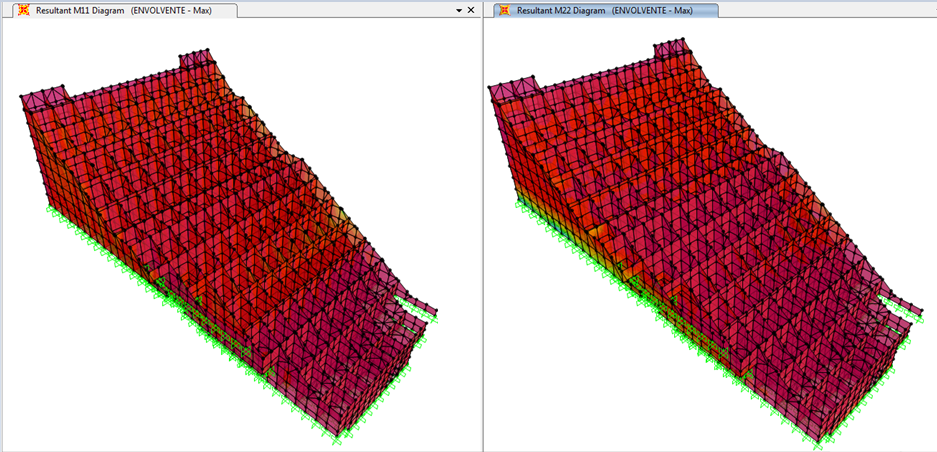 Resultant M11 Diagram (ENVOLVENTE - Max)
Resultant M22 Diagram (ENVOLVENTE - Max)